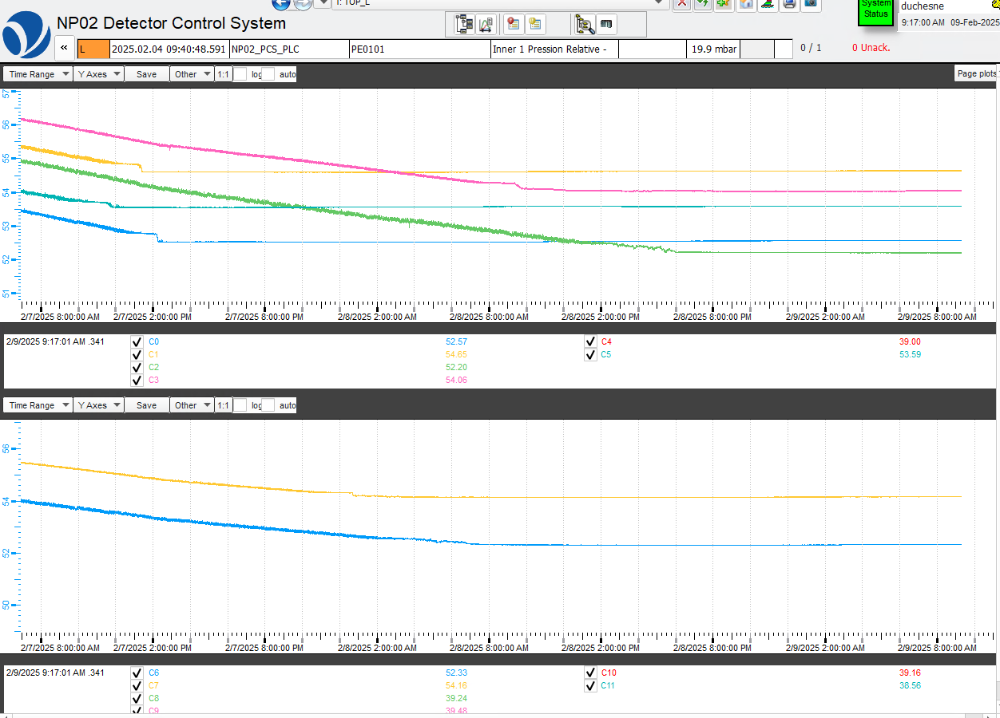 1: TOP_L
System
Status
duchesne
NP02 Detector Control System
9:17:00 AM 09-Feb-2025
« L 2025.02.04 09:40:48.591 NP02_PCS_PLC PE0101 Inner 1 Pression Relative - 19.9 mbar 0 / 1 0 Unack.
Time Range Y Axes Save Other 1:1 log auto Page plots
57
56
55
54
53
52
51
2/7/2025 8:00:00 AM 2/7/2025 2:00:00 PM 2/7/2025 8:00:00 PM 2/8/2025 2:00:00 AM 2/8/2025 8:00:00 AM 2/8/2025 2:00:00 PM 2/8/2025 8:00:00 PM 2/9/2025 2:00:00 AM 2/9/2025 8:00:00 AM
2/9/2025 9:17:01 AM .341 C0 52.57 C4 39.00
C1 54.65 C5 53.59
C2 52.20
C3 54.06
Time Range Y Axes Save Other 1:1 log auto
56
54
52
50
2/7/2025 8:00:00 AM 2/7/2025 2:00:00 PM 2/7/2025 8:00:00 PM 2/8/2025 2:00:00 AM 2/8/2025 8:00:00 AM 2/8/2025 2:00:00 PM 2/8/2025 8:00:00 PM 2/9/2025 2:00:00 AM 2/9/2025 8:00:00 AM
2/9/2025 9:17:01 AM .341 C6 52.33 C10 39.16
C7 54.16 C11 38.56
C8 39.24
C9 39.48